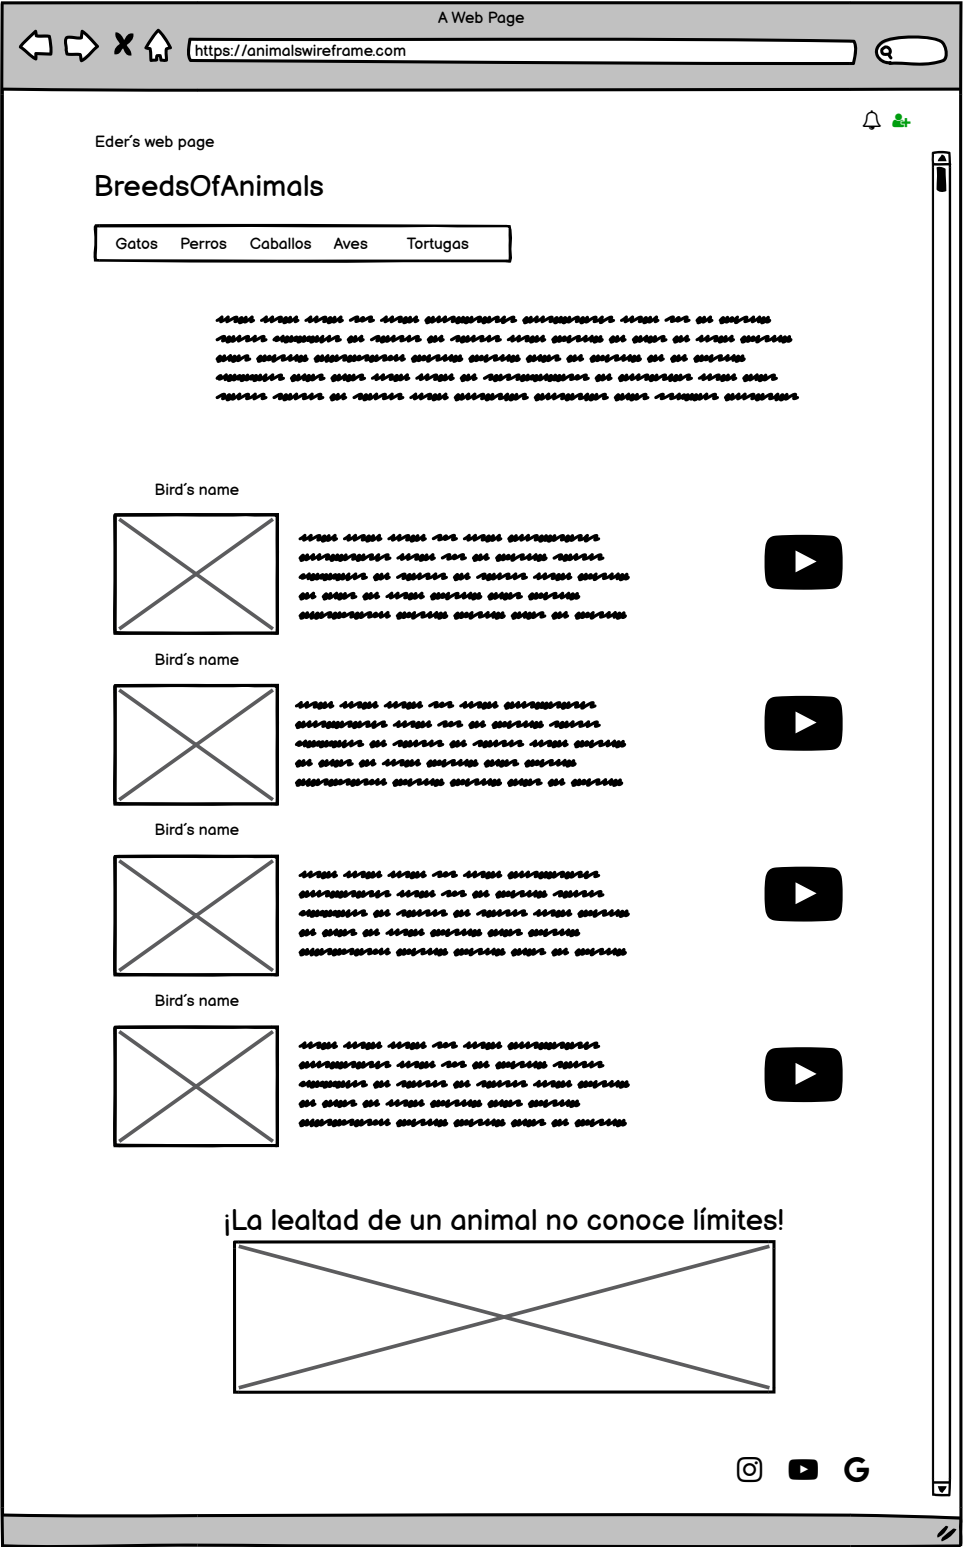 A Web Page
https://animalswireframe.com
Eder´s web page
BreedsOfAnimals
Gatos Perros Caballos Aves Tortugas
Bird´s name
Bird´s name
Bird´s name
Bird´s name
¡La lealtad de un animal no conoce límites!